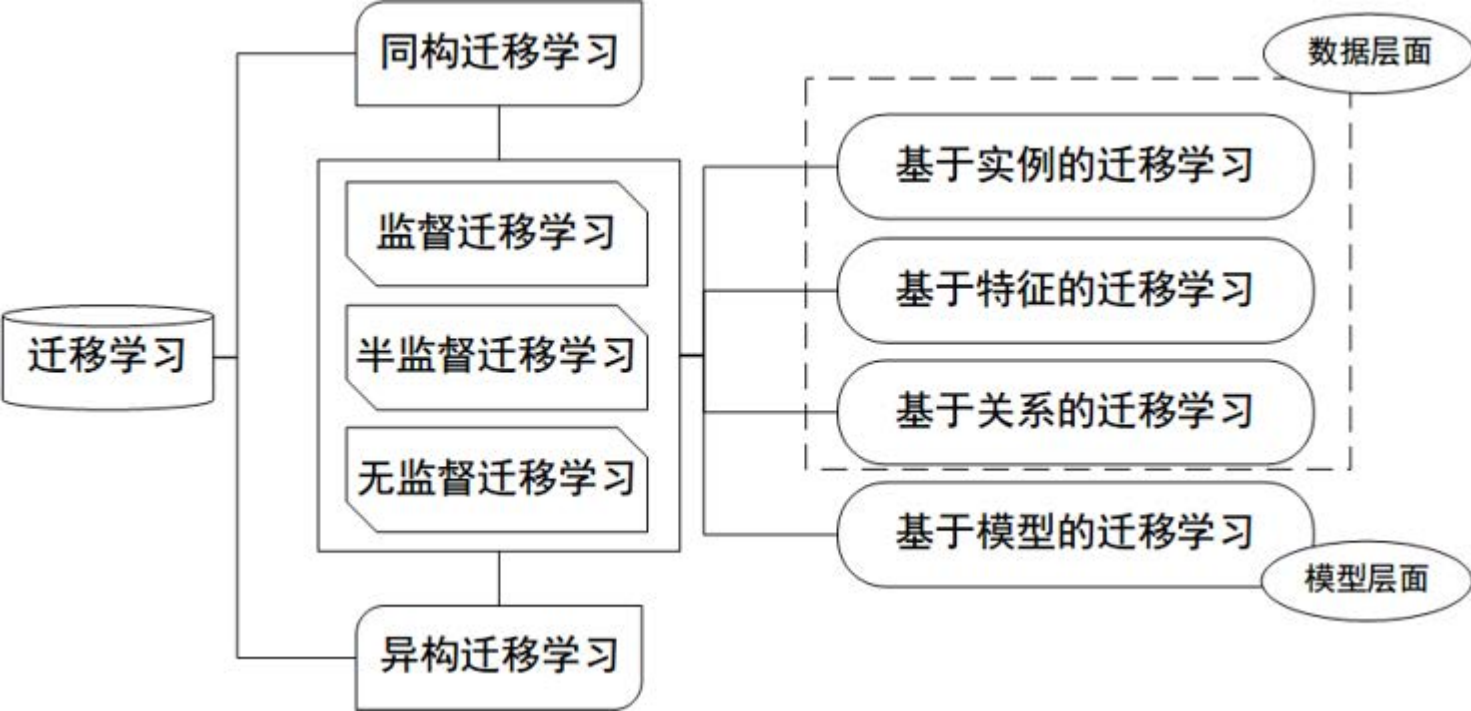 同构迁移学习
数据层面
基于实例的迁移学习
监督迁移学习
基于特征的迁移学习
迁移学习
半监督迁移学习
基于关系的迁移学习
无监督迁移学习
基于模型的迁移学习
模型层面
异构迁移学习